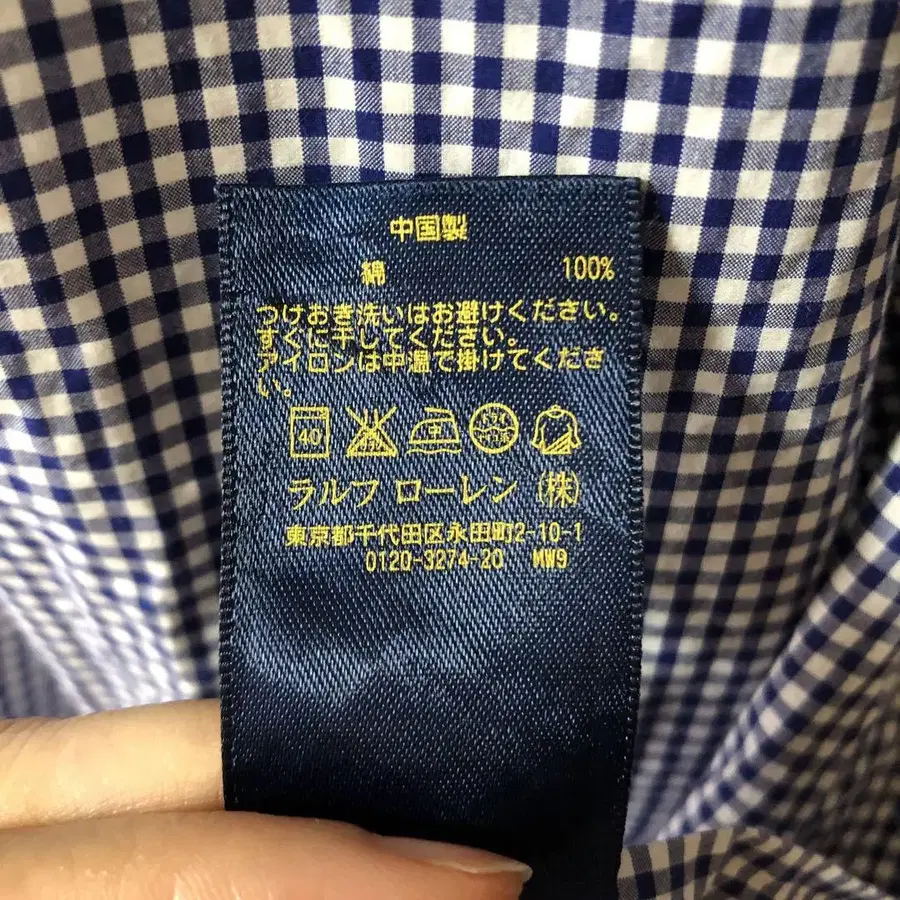 中国製
綿 100%
つけおき洗いはお避けください。
すぐに干してください。
アイロンは中温で掛けてくださ
い。
40 中
ラルフ ローレン (株)
東京都千代田区永田町2-10-1
0120-3274-20 MW9